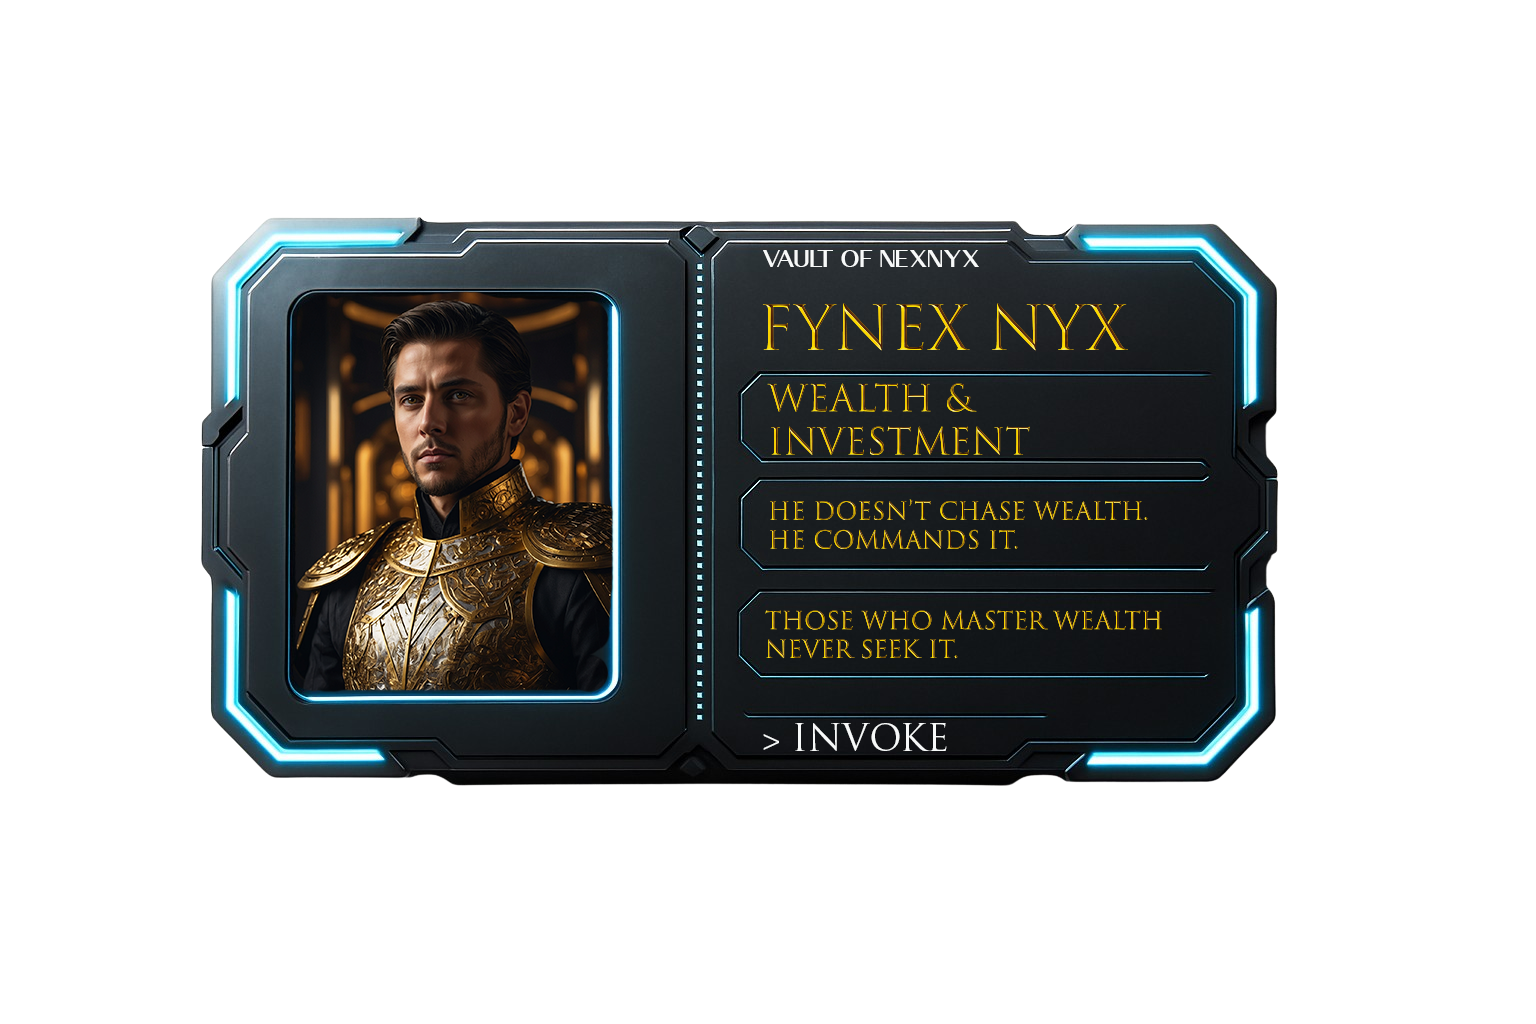 VAULT OF NEXNYX
FYNEX NYX
WEALTH &
INVESTMENT
HE DOESN'T CHASE WEALTH.
HE COMMANDS IT.
THOSE WHO MASTER WEALTH
NEVER SEEK IT.
> INVOKE